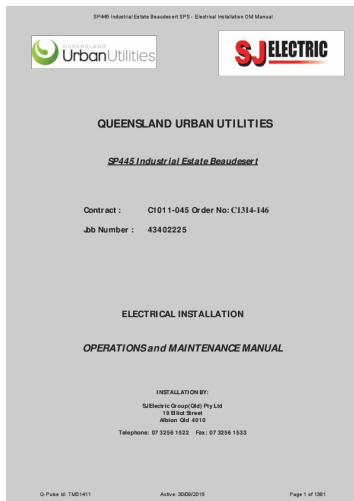 SP445 Industrial Estate Beaudesert SPS - Electrical Installation OM Manual
QUEENSLAND
UrbanUtilities
SJ ELECTRIC
QUEENSLAND URBAN UTILITIES
SP445 Industrial Estate Beaudesert
Contract : C1011-045 Order No: C1314-146
Job Number : 43402225
ELECTRICAL INSTALLATION
OPERATIONS and MAINTENANCE MANUAL
INSTALLATION BY:
SJ Electric Group (Qld) Pty Ltd
19 Elliot Street
Albion Qld 4010
Telephone: 07 3256 1522 Fax: 07 3256 1533
Q-Pulse Id: TMS1411 Active: 30/09/2015 Page 1 of 1381